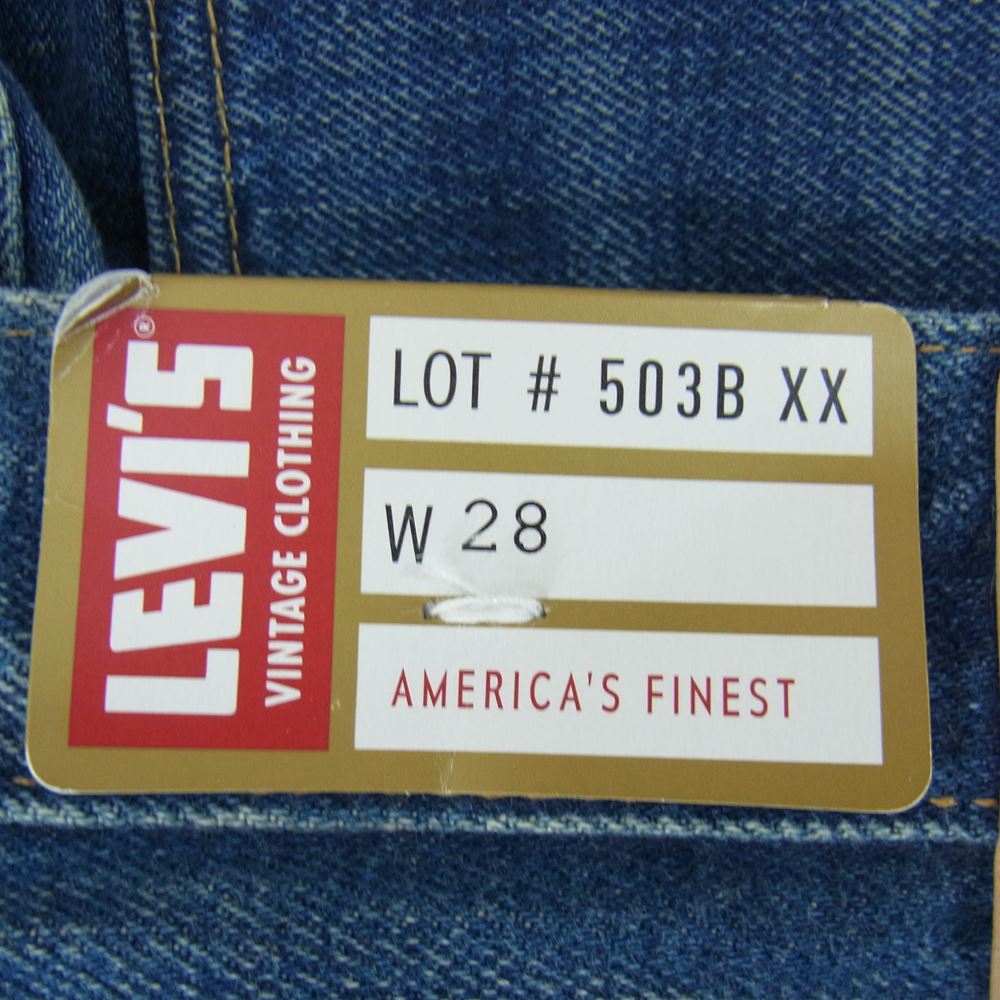 LEVI'S®
VINTAGE CLOTHING
LOT # 503B XX
W 28
AMERICA'S FINEST